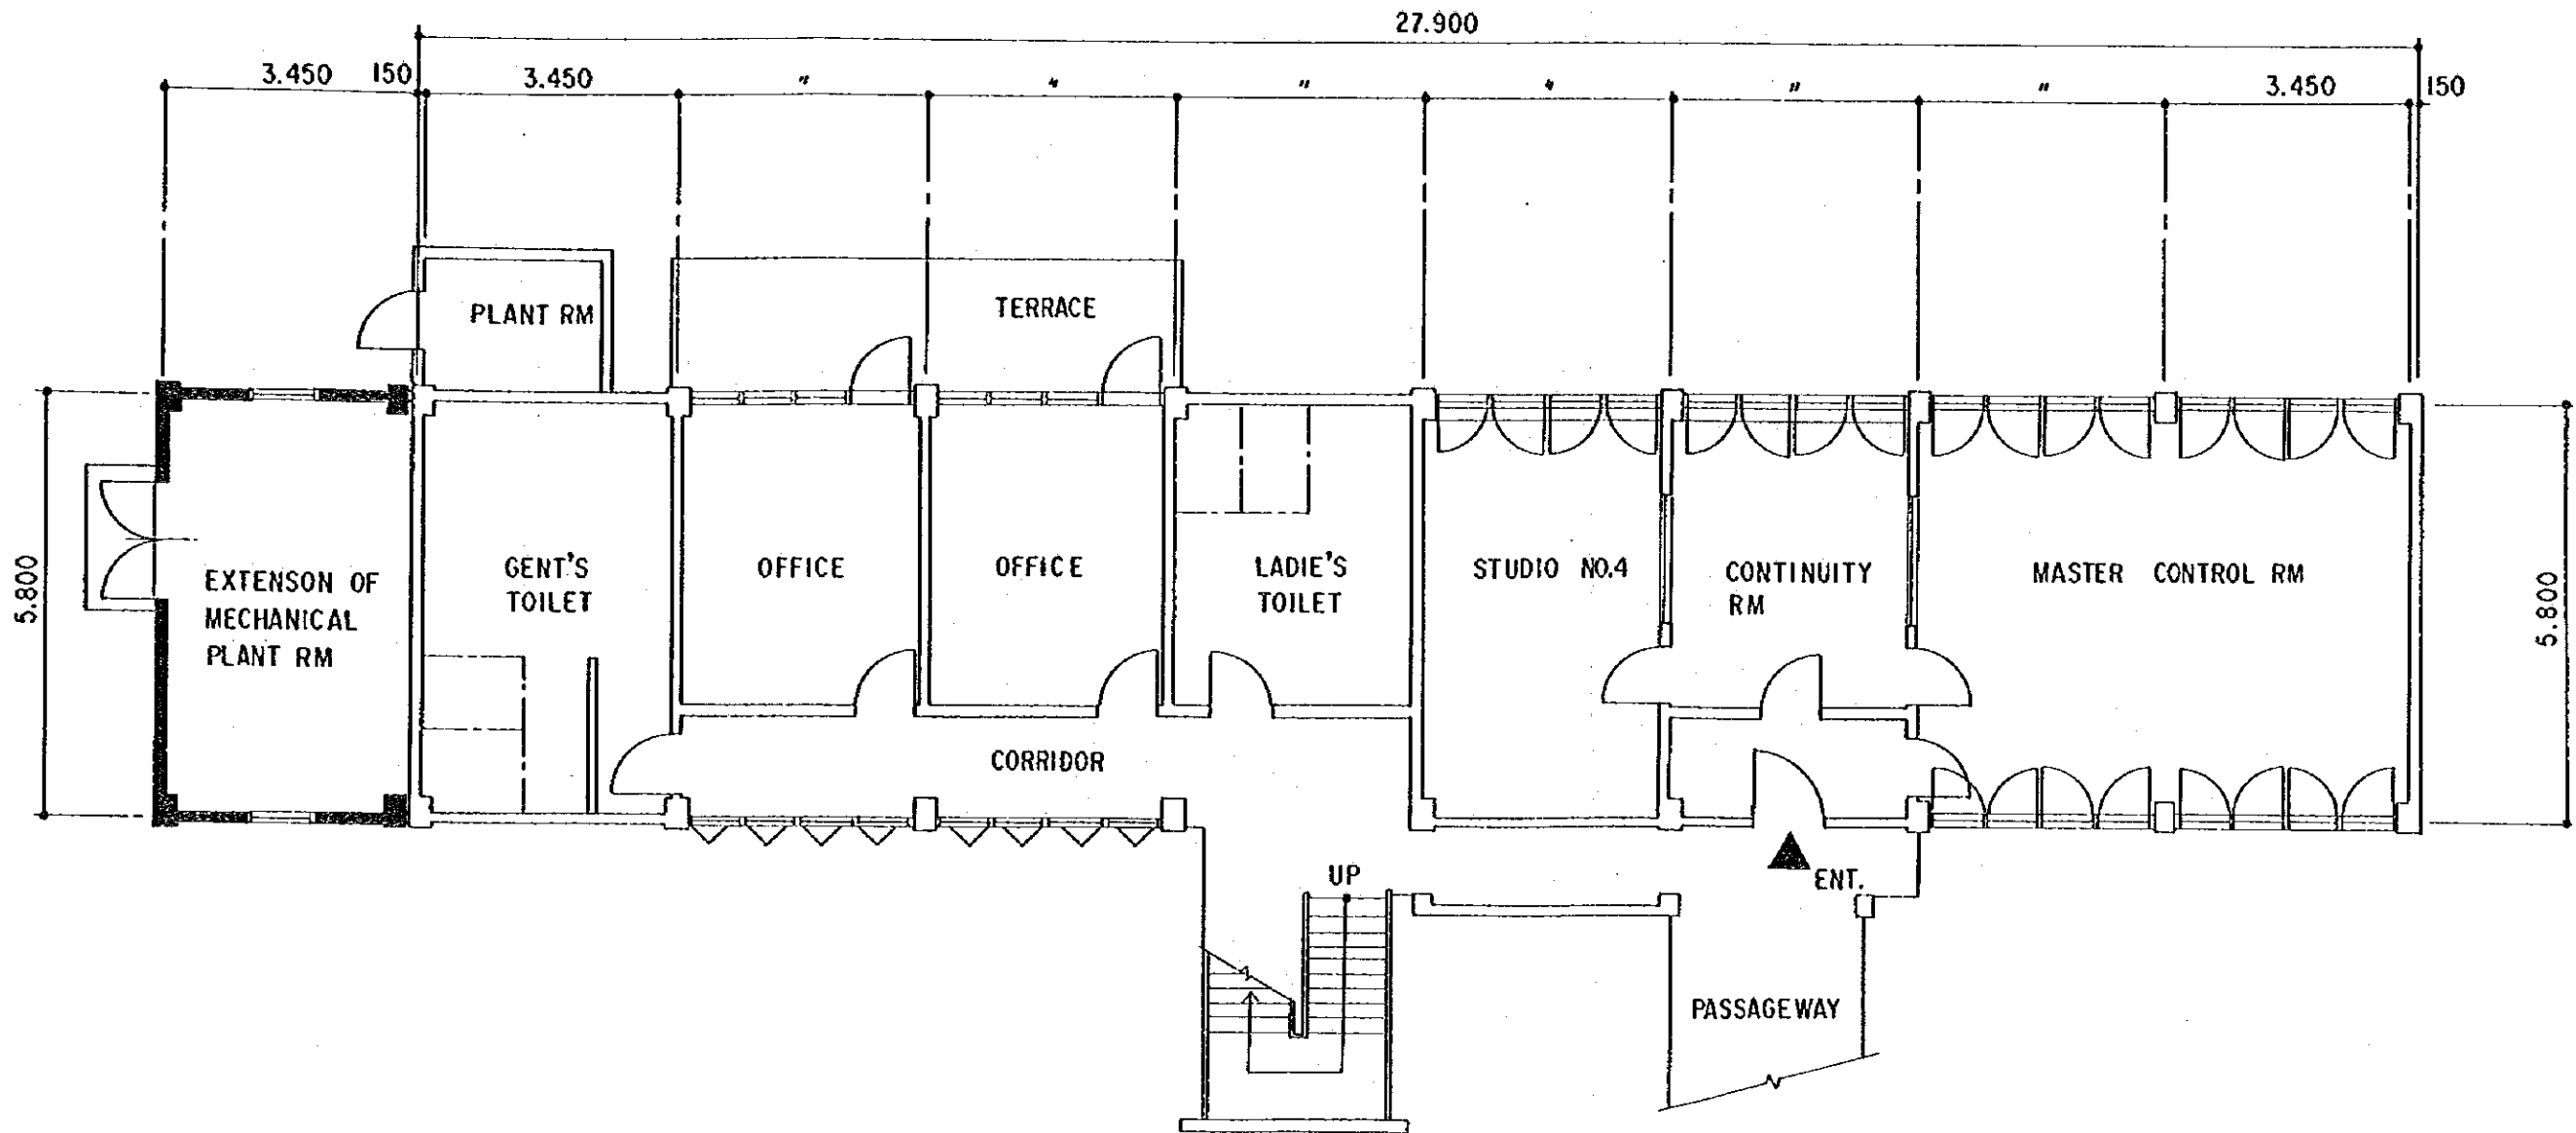 27.900
3.450 150 3.450 " " " " " " 3.450 150
PLANT RM
TERRACE
5.800
EXTENSON OF
MECHANICAL
PLANT RM
GENT'S
TOILET
OFFICE
OFFICE
LADIE'S
TOILET
STUDIO NO.4
CONTINUITY
RM
MASTER CONTROL RM
5.800
CORRIDOR
UP
ENT.
PASSAGEWAY